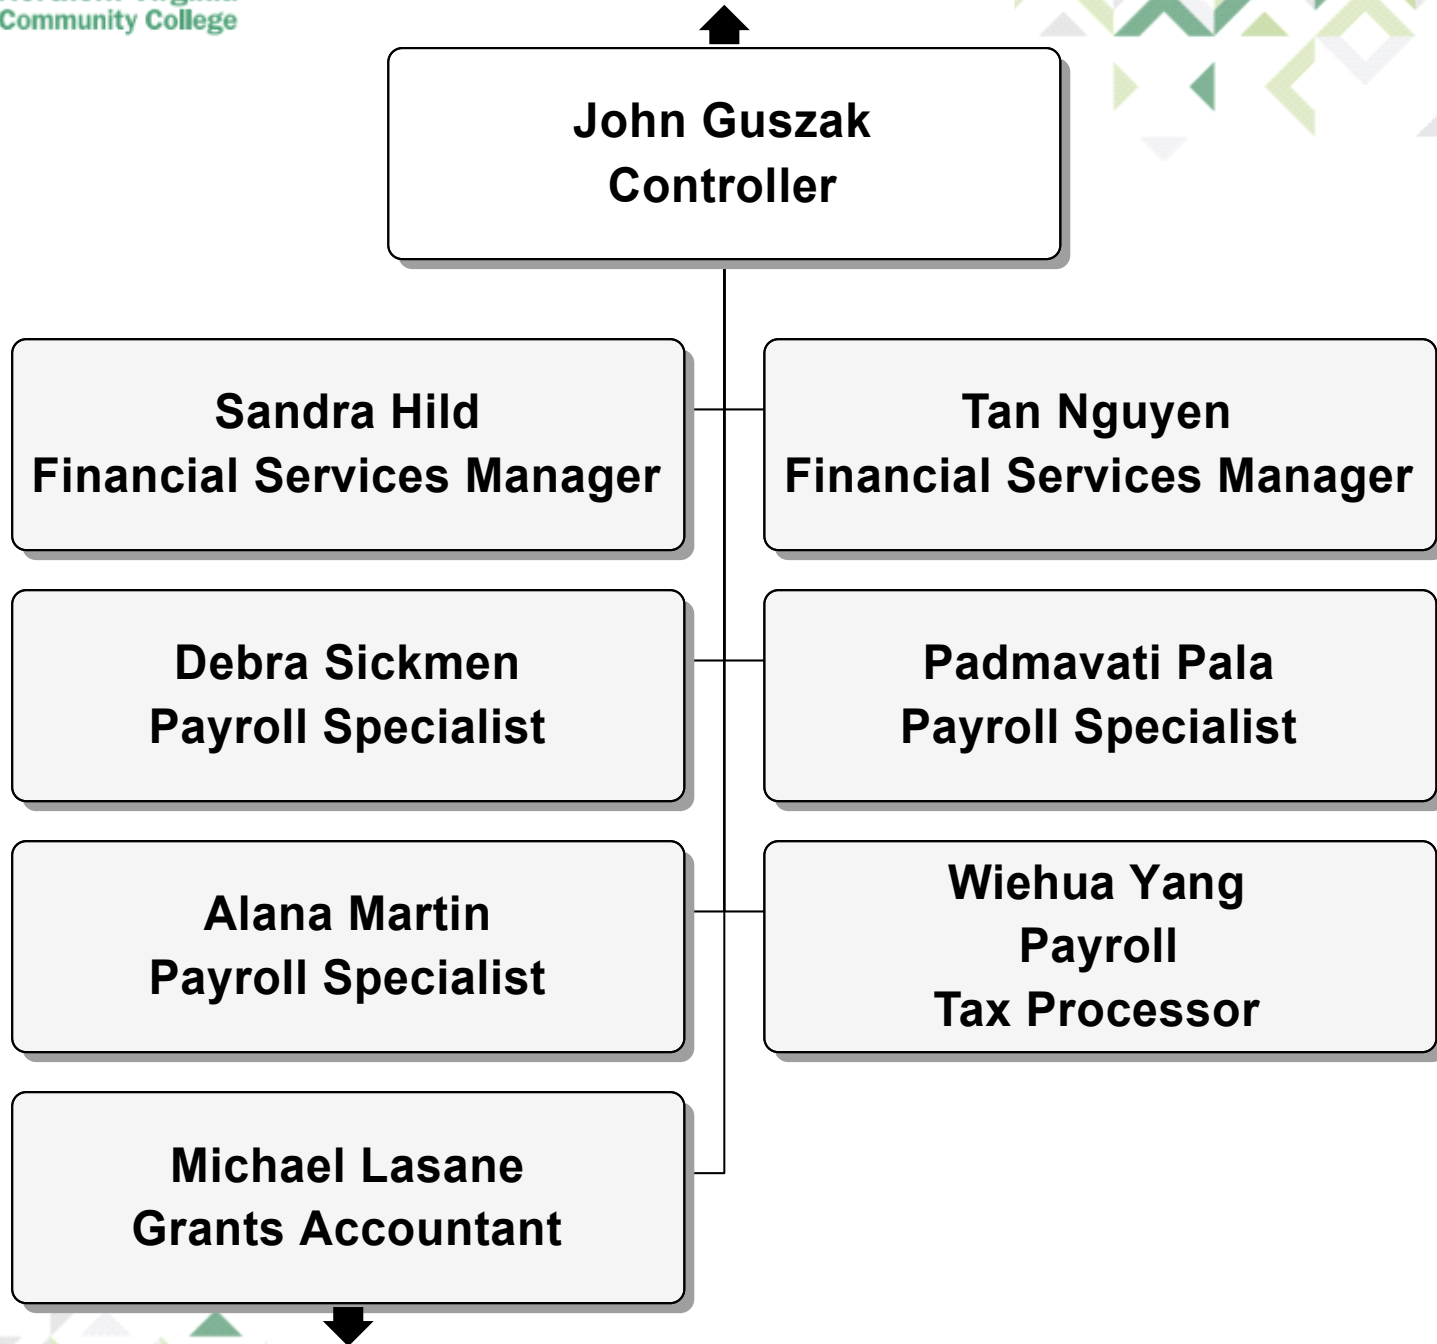 Community College
John Guszak
Controller
Sandra Hild
Financial Services Manager
Tan Nguyen
Financial Services Manager
Debra Sickmen
Payroll Specialist
Padmavati Pala
Payroll Specialist
Alana Martin
Payroll Specialist
Wiehua Yang
Payroll
Tax Processor
Michael Lasane
Grants Accountant